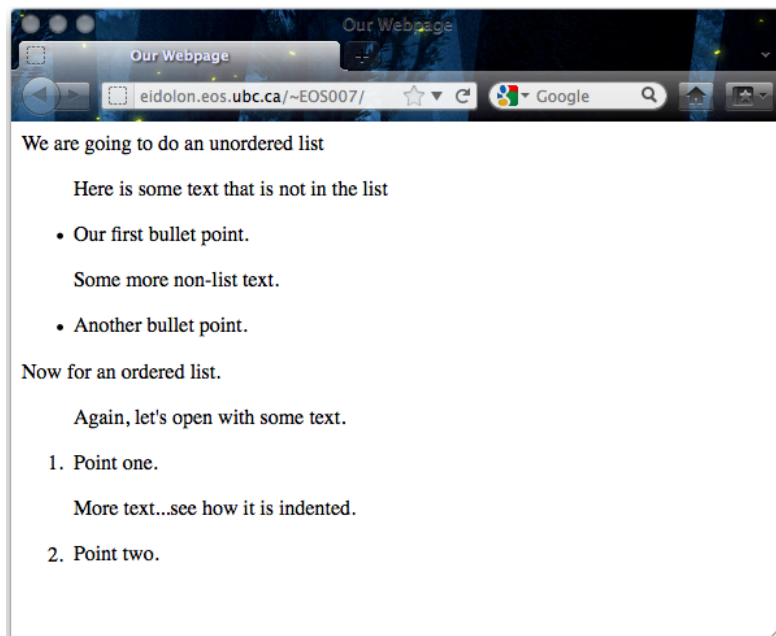 Our Webpage
Our Webpage
eidolon.eos.ubc.ca/~EOS007/ Google
We are going to do an unordered list
Here is some text that is not in the list
• Our first bullet point.
Some more non-list text.
• Another bullet point.
Now for an ordered list.
Again, let's open with some text.
1. Point one.
More text...see how it is indented.
2. Point two.